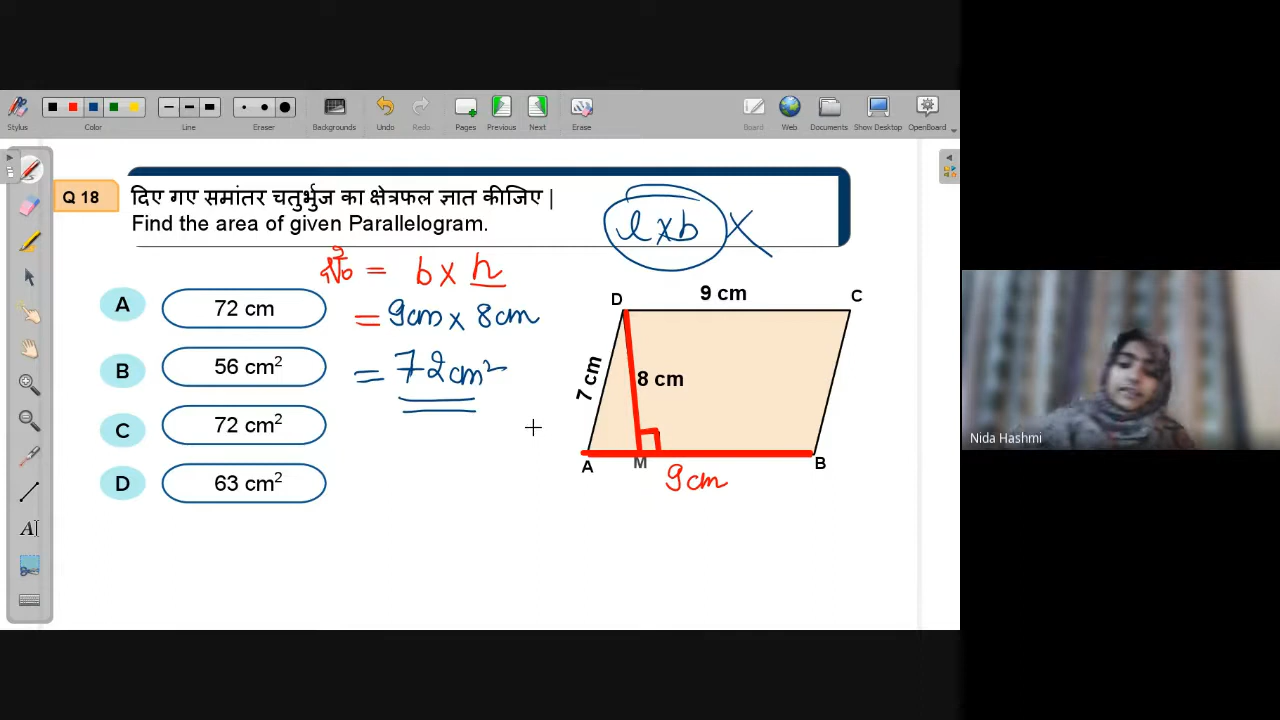 Stylus
Color
Line
Eraser
Backgrounds
Undo
Redo
Pages
Previous
Next
Erase
Board
Web
Documents
Show Desktop
OpenBoard
Q 18
दिए गए समांतर चतुर्भुज का क्षेत्रफल ज्ञात कीजिए |
Find the area of given Parallelogram.
l x b X
= b x h
= 9cm x 8cm
= 72cm²
A 72 cm
B 56 cm²
C 72 cm²
D 63 cm²
D 9 cm C
7 cm
8 cm
A M B
9cm
Nida Hashmi